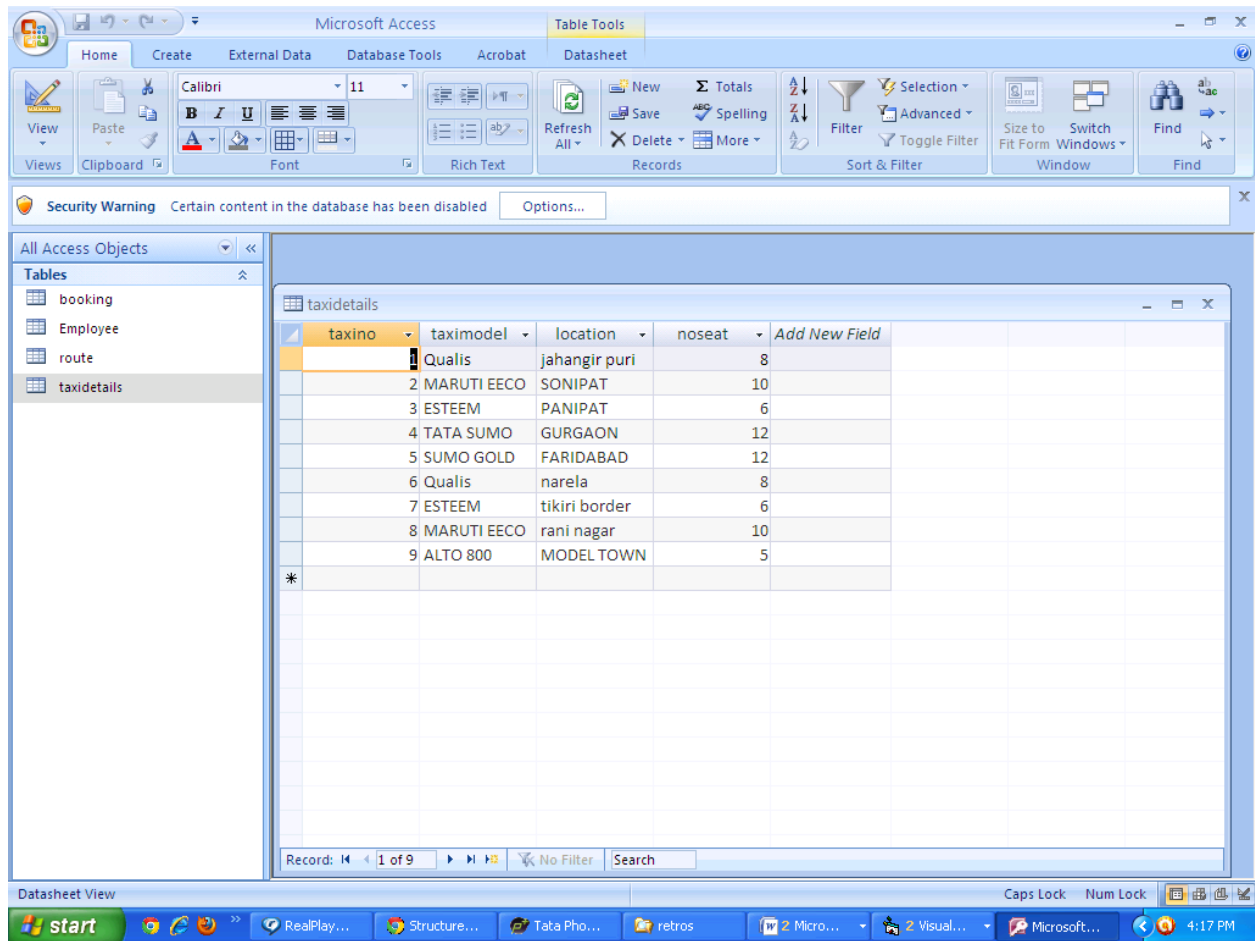 Microsoft Access Table Tools
Home Create External Data Database Tools Acrobat Datasheet
Calibri 11 New Σ Totals Selection
B I U Save Spelling Advanced
View Paste Refresh All Delete More Filter Toggle Filter Size to Fit Form Switch Windows Find
Views Clipboard Font Rich Text Records Sort & Filter Window Find
Security Warning Certain content in the database has been disabled Options...
All Access Objects
Tables
booking
Employee
route
taxidetails
taxidetails
taxino taximodel location noseat Add New Field
1 Qualis jahangir puri 8
2 MARUTI EECO SONIPAT 10
3 ESTEEM PANIPAT 6
4 TATA SUMO GURGAON 12
5 SUMO GOLD FARIDABAD 12
6 Qualis narela 8
7 ESTEEM tikiri border 6
8 MARUTI EECO rani nagar 10
9 ALTO 800 MODEL TOWN 5
Record: 1 of 9 No Filter Search
Datasheet View Caps Lock Num Lock
start RealPlay... Structure... Tata Pho... retros 2 Micro... 2 Visual... Microsoft... 4:17 PM